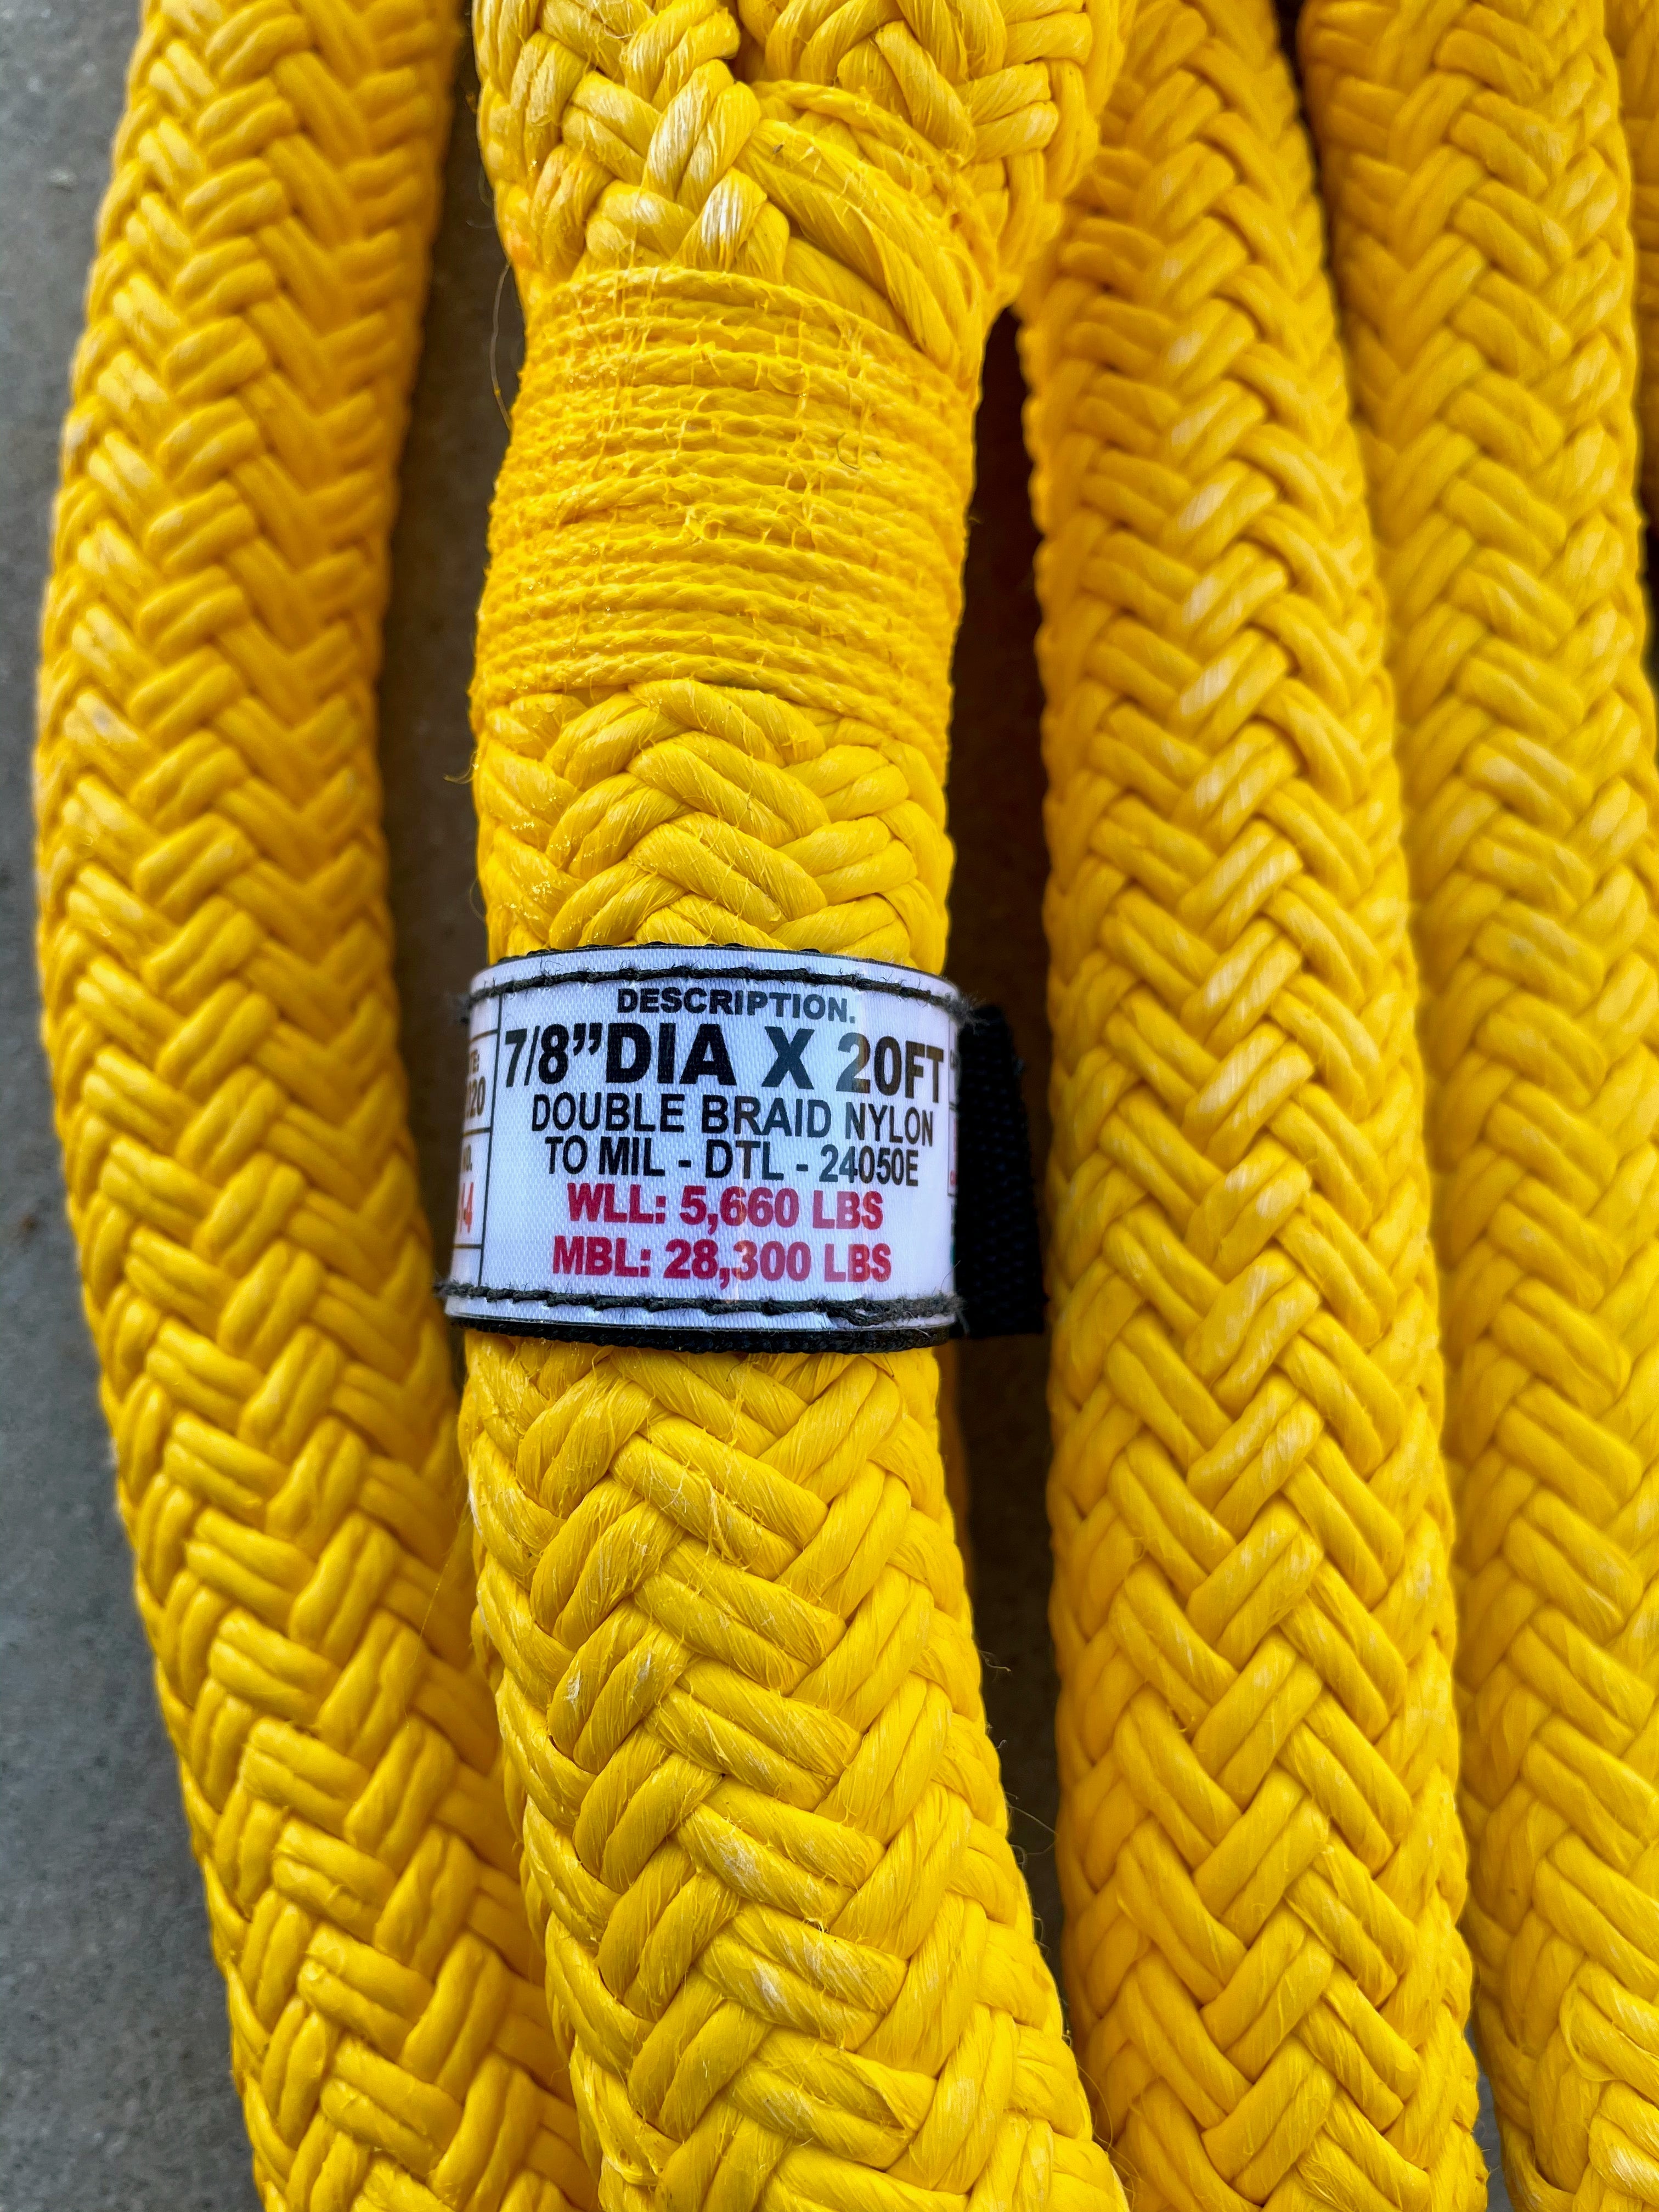 DESCRIPTION.
7/8”DIA X 20FT
DOUBLE BRAID NYLON
TO MIL - DTL - 24050E
WLL: 5,660 LBS
MBL: 28,300 LBS